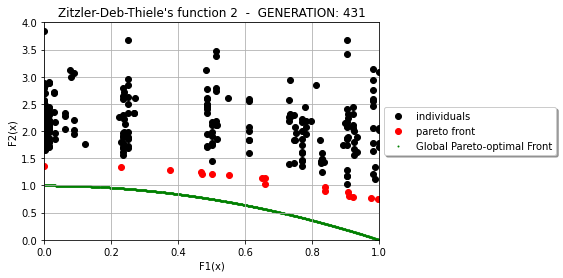 Zitzler-Deb-Thiele's function 2 - GENERATION: 431
4.0
3.5
3.0
2.5
2.0
1.5
1.0
0.5
0.0
F2(x)
0.0 0.2 0.4 0.6 0.8 1.0
F1(x)
individuals
pareto front
Global Pareto-optimal Front